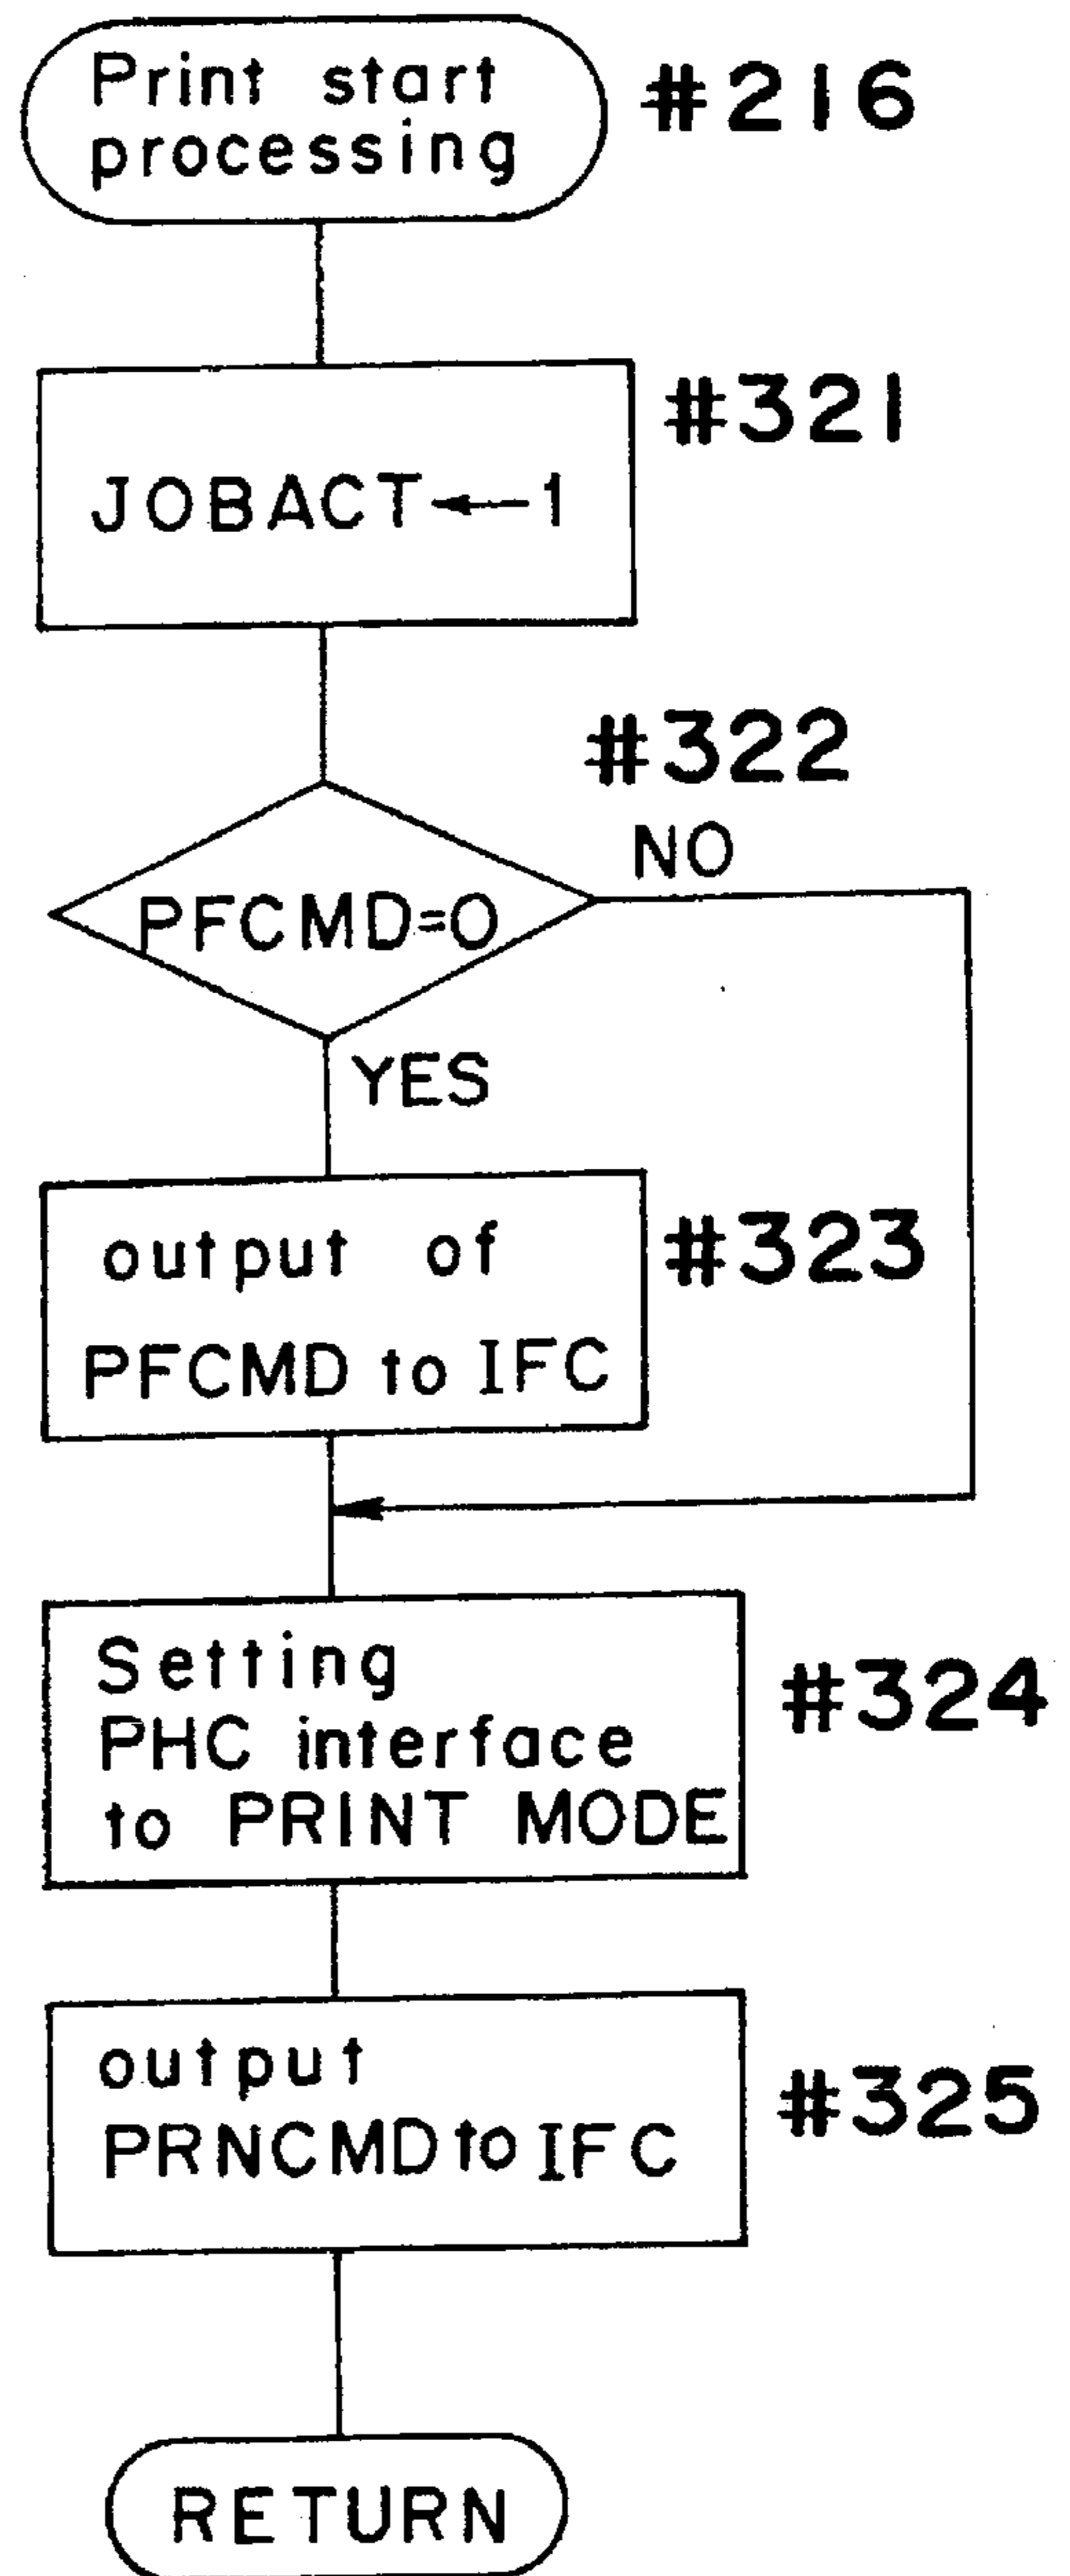 Print start
processing
#216
#321
JOBACT←1
#322
NO
PFCMD=0
YES
output of
PFCMD to IFC
#323
Setting
PHC interface
to PRINT MODE
#324
output
PRNCMD to IFC
#325
RETURN